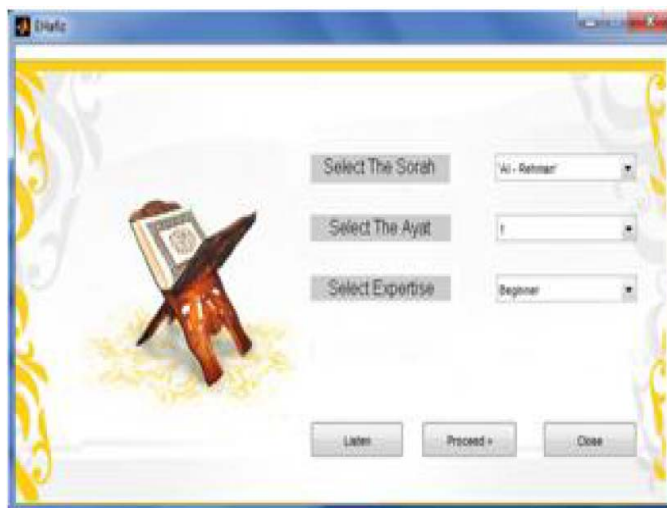 EHafiz
Select The Sorah
'Al - Rehman'
Select The Ayat
1
Select Expertise
Beginner
Listen
Proceed »
Close